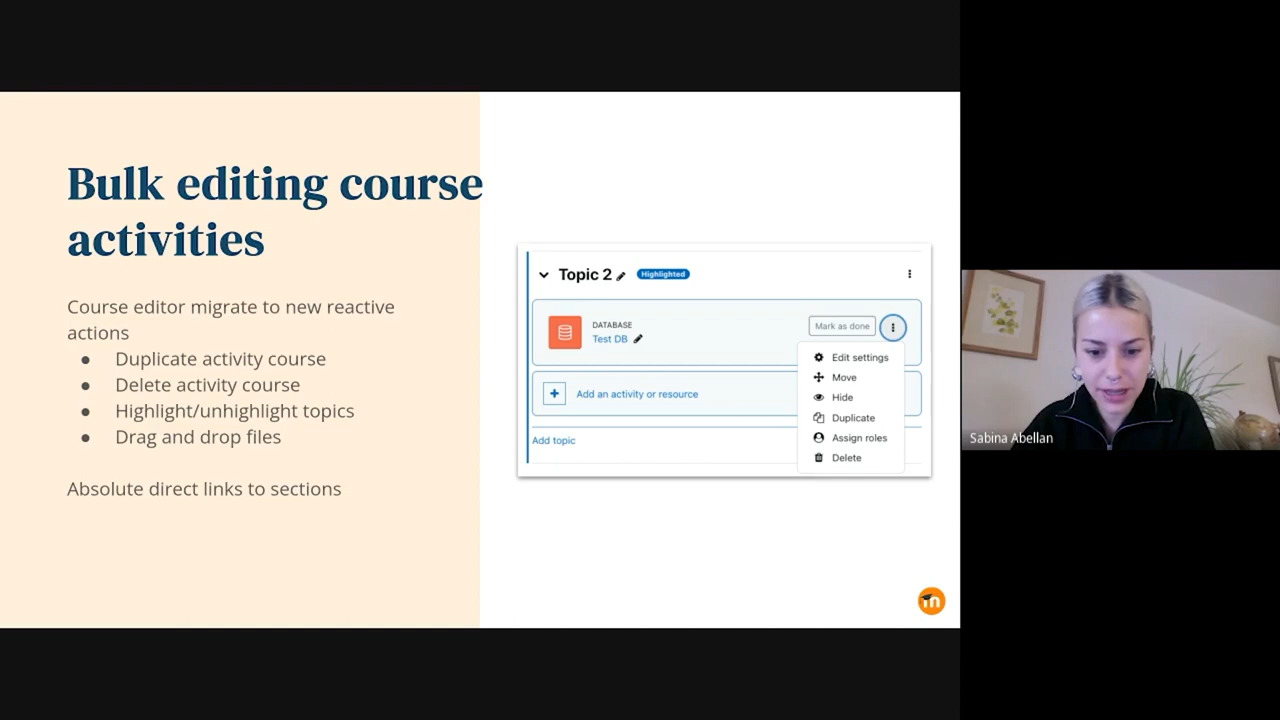 Bulk editing course
activities
Course editor migrate to new reactive
actions
● Duplicate activity course
● Delete activity course
● Highlight/unhighlight topics
● Drag and drop files
Absolute direct links to sections
Topic 2
Highlighted
DATABASE
Test DB
Mark as done
Edit settings
Move
Hide
Duplicate
Assign roles
Delete
Add an activity or resource
Add topic
m
Sabina Abellan